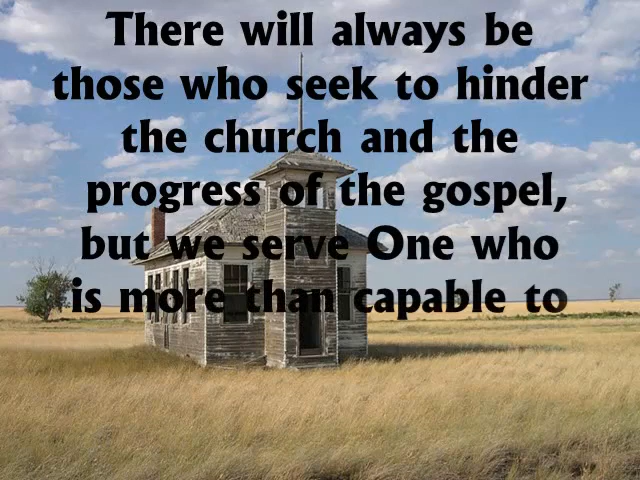 There will always be
those who seek to hinder
the church and the
progress of the gospel,
but we serve One who
is more than capable to